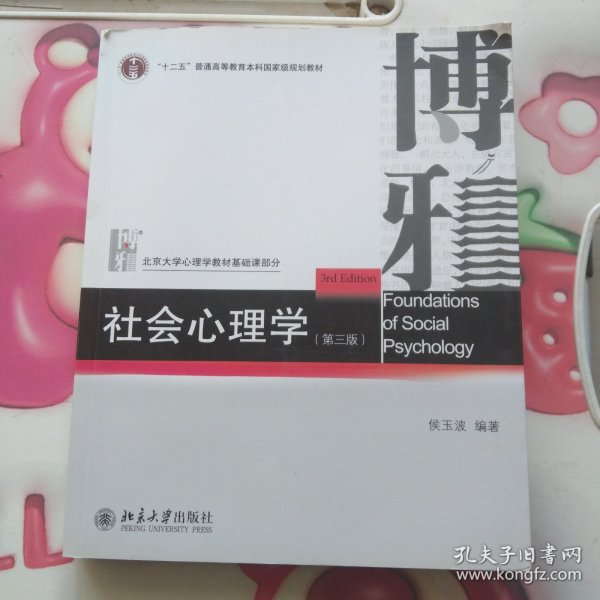 "十二五"普通高等教育本科国家级规划教材
博雅
博雅
北京大学心理学教材基础课部分
3rd Edition
社会心理学(第三版)
Foundations
of Social
Psychology
侯玉波 编著
北京大学出版社
PEKING UNIVERSITY PRESS
LL
孔夫子旧书网
www.kongfz.com